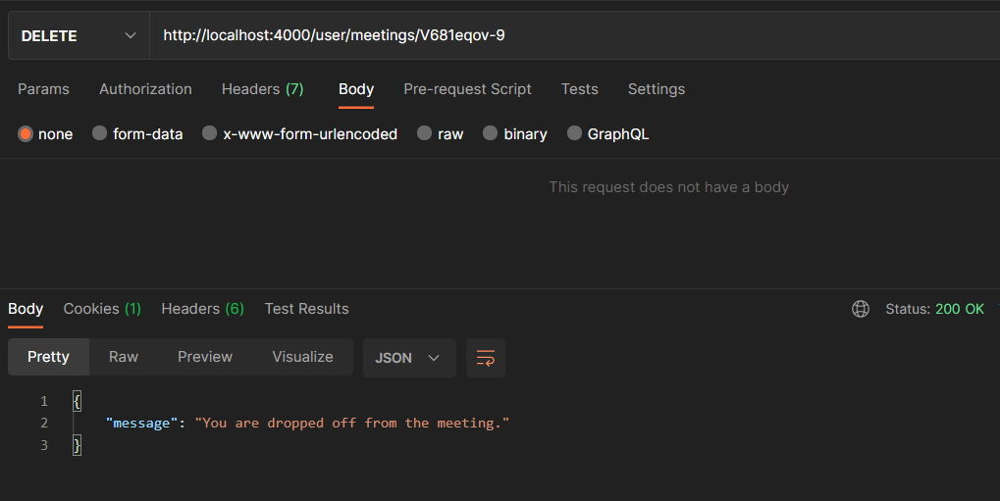 DELETE http://localhost:4000/user/meetings/V681eqov-9
Params Authorization Headers (7) Body Pre-request Script Tests Settings
none form-data x-www-form-urlencoded raw binary GraphQL
This request does not have a body
Body Cookies (1) Headers (6) Test Results Status: 200 OK
Pretty Raw Preview Visualize JSON
1 {
2 "message": "You are dropped off from the meeting."
3 }